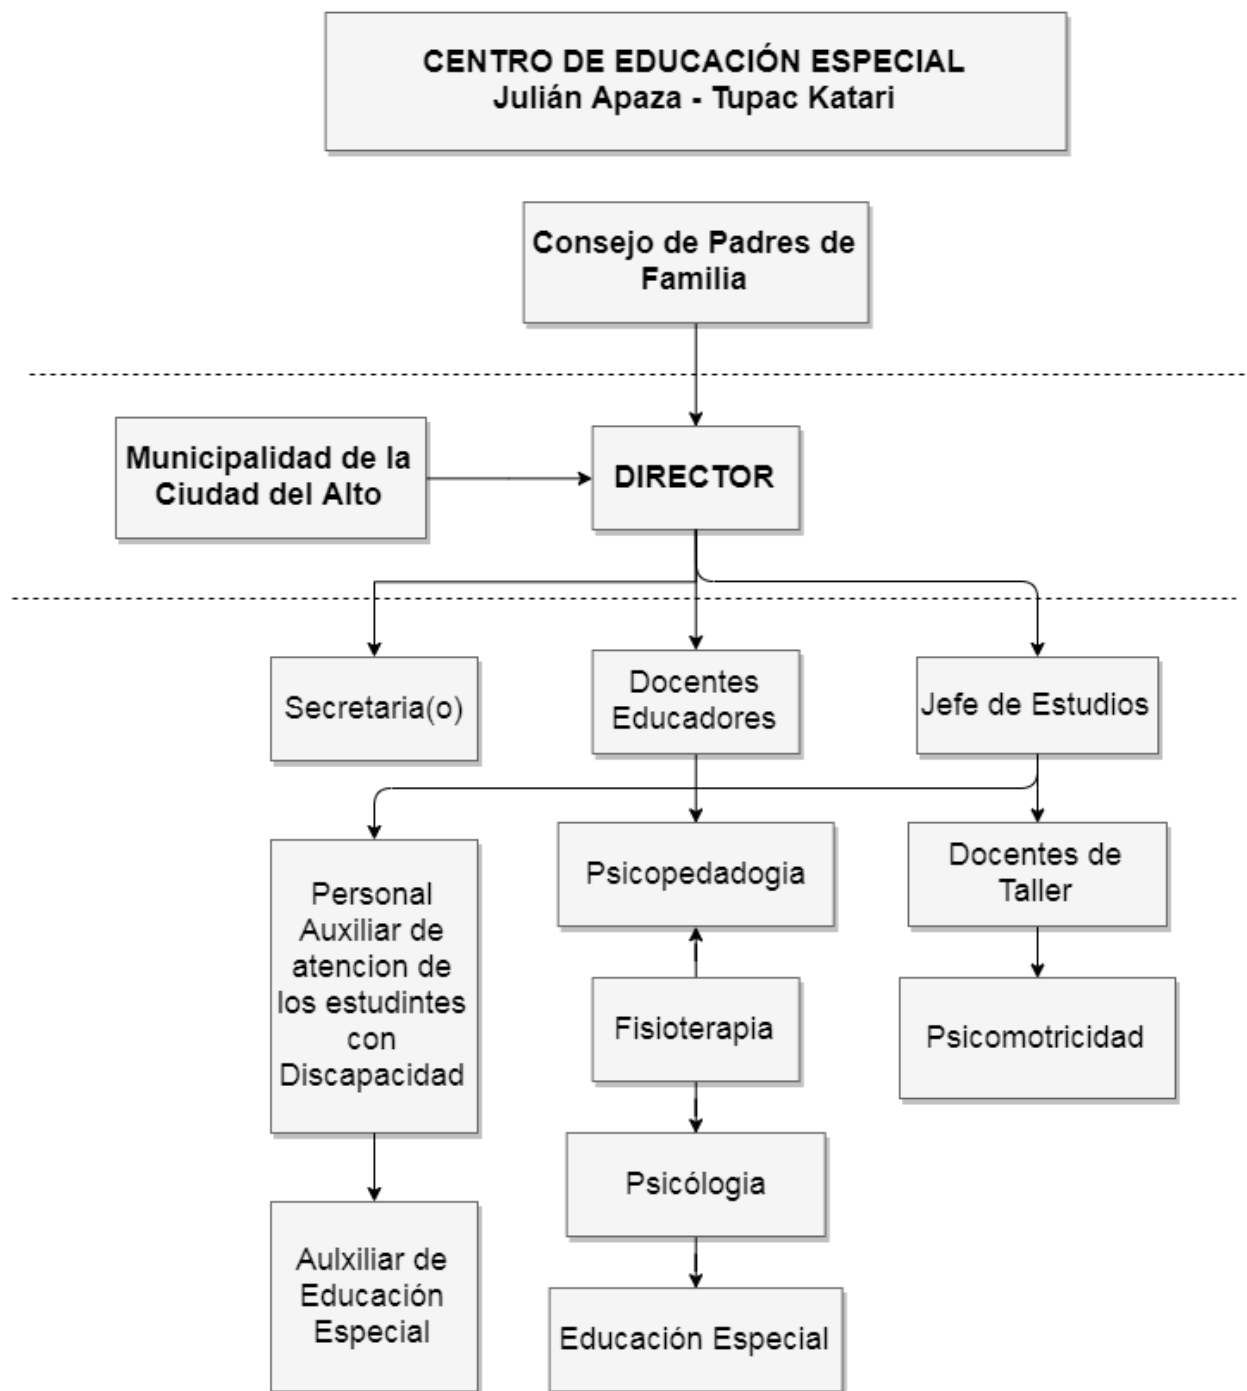 CENTRO DE EDUCACIÓN ESPECIAL
Julián Apaza - Tupac Katari
Consejo de Padres de
Familia
Municipalidad de la
Ciudad del Alto
DIRECTOR
Secretaria(o)
Docentes
Educadores
Jefe de Estudios
Personal
Auxiliar de
atencion de
los estudintes
con
Discapacidad
Psicopedadogia
Docentes de
Taller
Fisioterapia
Psicomotricidad
Psicólogia
Aulxiliar de
Educación
Especial
Educación Especial